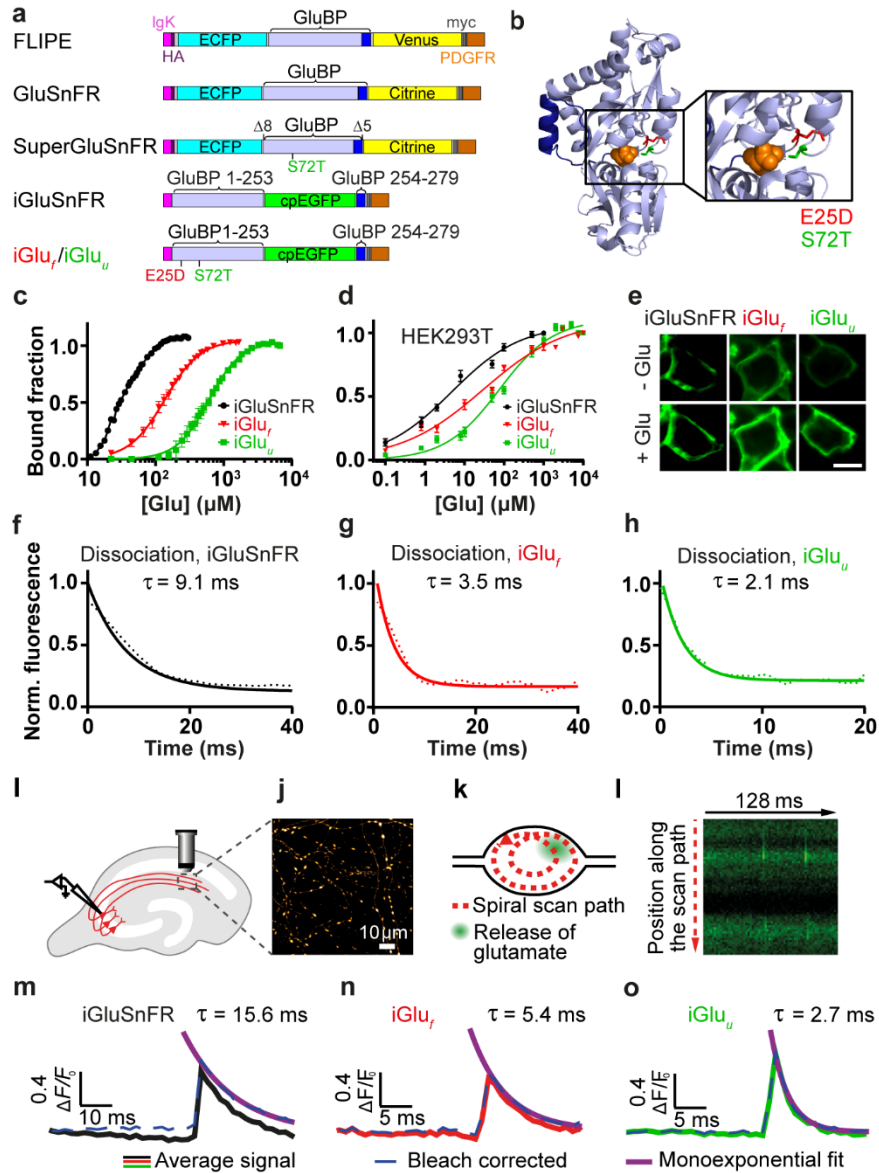 a
IgK
GluBP
myc
FLIPE
ECFP
Venus
HA
PDGFR
GluBP
GluSnFR
ECFP
Citrine
Δ8
GluBP
Δ5
SuperGluSnFR
ECFP
Citrine
S72T
GluBP 1-253
GluBP 254-279
iGluSnFR
cpEGFP
GluBP1-253
GluBP 254-279
iGluf/iGluu
cpEGFP
E25D
S72T
b
E25D
S72T
c
Bound fraction
1.0
0.5
0.0
iGluSnFR
iGluf
iGluu
10
10²
10³
10⁴
[Glu] (µM)
d
HEK293T
1.0
0.5
0.0
iGluSnFR
iGluf
iGluu
0.1
1
10
10²
10³
10⁴
[Glu] (µM)
e
iGluSnFR iGluf iGluu
- Glu
+ Glu
f
Dissociation, iGluSnFR
τ = 9.1 ms
Norm. fluorescence
1.0
0.5
0.0
0
20
40
Time (ms)
g
Dissociation, iGluf
τ = 3.5 ms
1.0
0.5
0.0
0
20
40
Time (ms)
h
Dissociation, iGluu
τ = 2.1 ms
1.0
0.5
0.0
0
10
20
Time (ms)
I
j
10µm
k
Spiral scan path
Release of
glutamate
l
128 ms
Position along
the scan path
m
iGluSnFR
τ = 15.6 ms
0.4
ΔF/F₀
10 ms
n
iGluf
τ = 5.4 ms
0.4
ΔF/F₀
5 ms
o
iGluu
τ = 2.7 ms
0.4
ΔF/F₀
5 ms
Average signal
Bleach corrected
Monoexponential fit